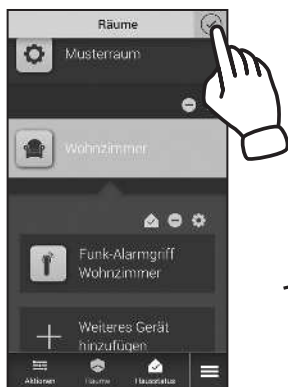 Räume
Musterraum
Wohnzimmer
Funk-Alarmgriff
Wohnzimmer
Weiteres Gerät
hinzufügen
Aktionen Räume Hausstatus